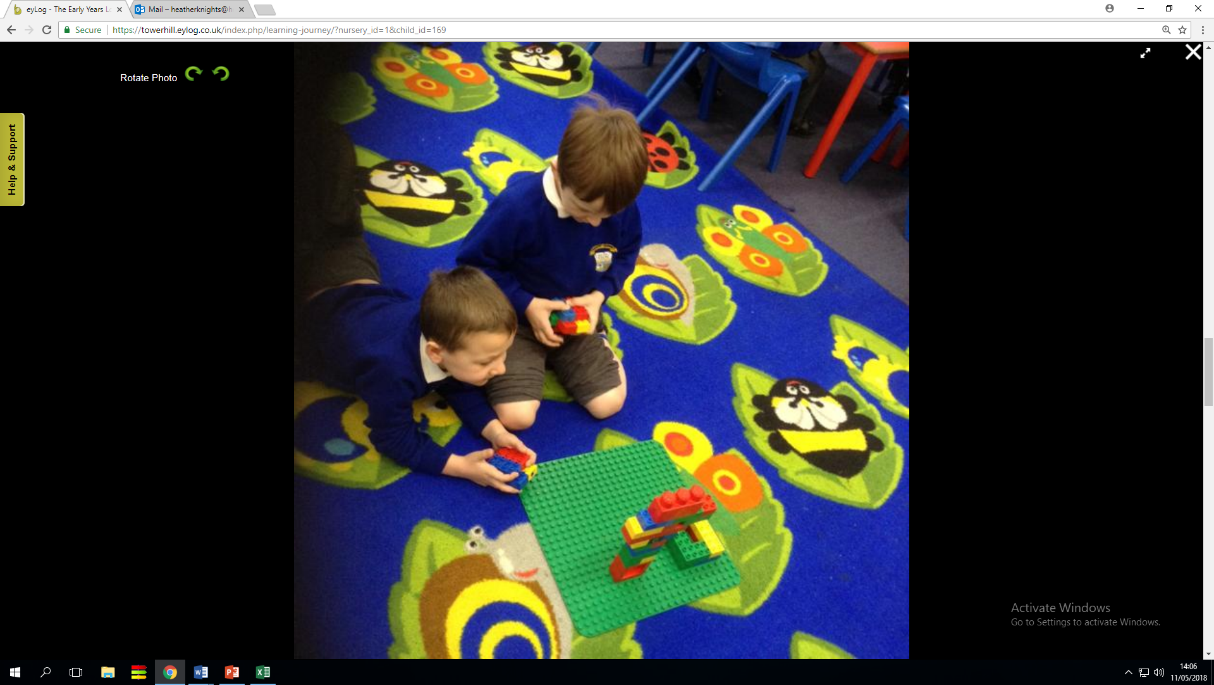 eyLog - The Early Years L
Mail – heatherknights@h
Secure
https://towerhill.eylog.co.uk/index.php/learning-journey/?nursery_id=1&child_id=169
Rotate Photo
Help & Support
Activate Windows
Go to Settings to activate Windows.
14:06
11/05/2018